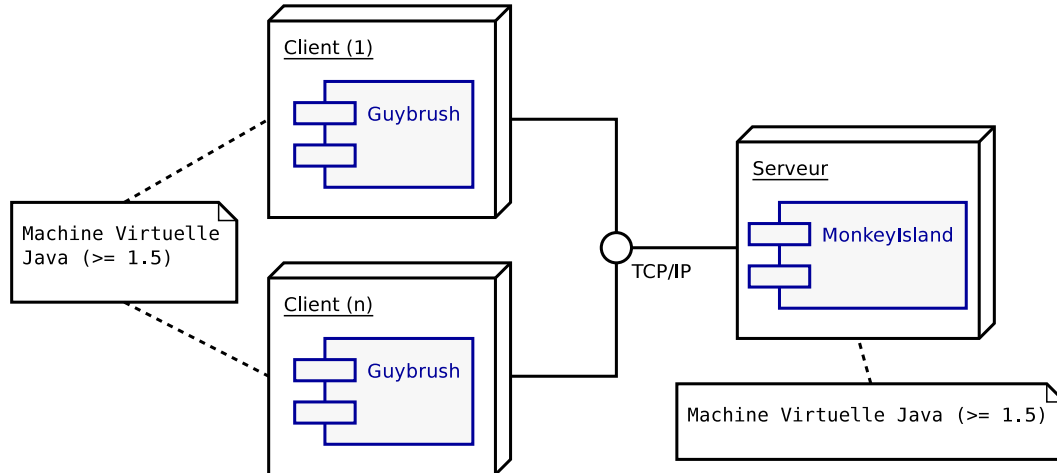 Client (1)
Guybrush
Machine Virtuelle
Java (>= 1.5)
Client (n)
Guybrush
TCP/IP
Serveur
MonkeyIsland
Machine Virtuelle Java (>= 1.5)